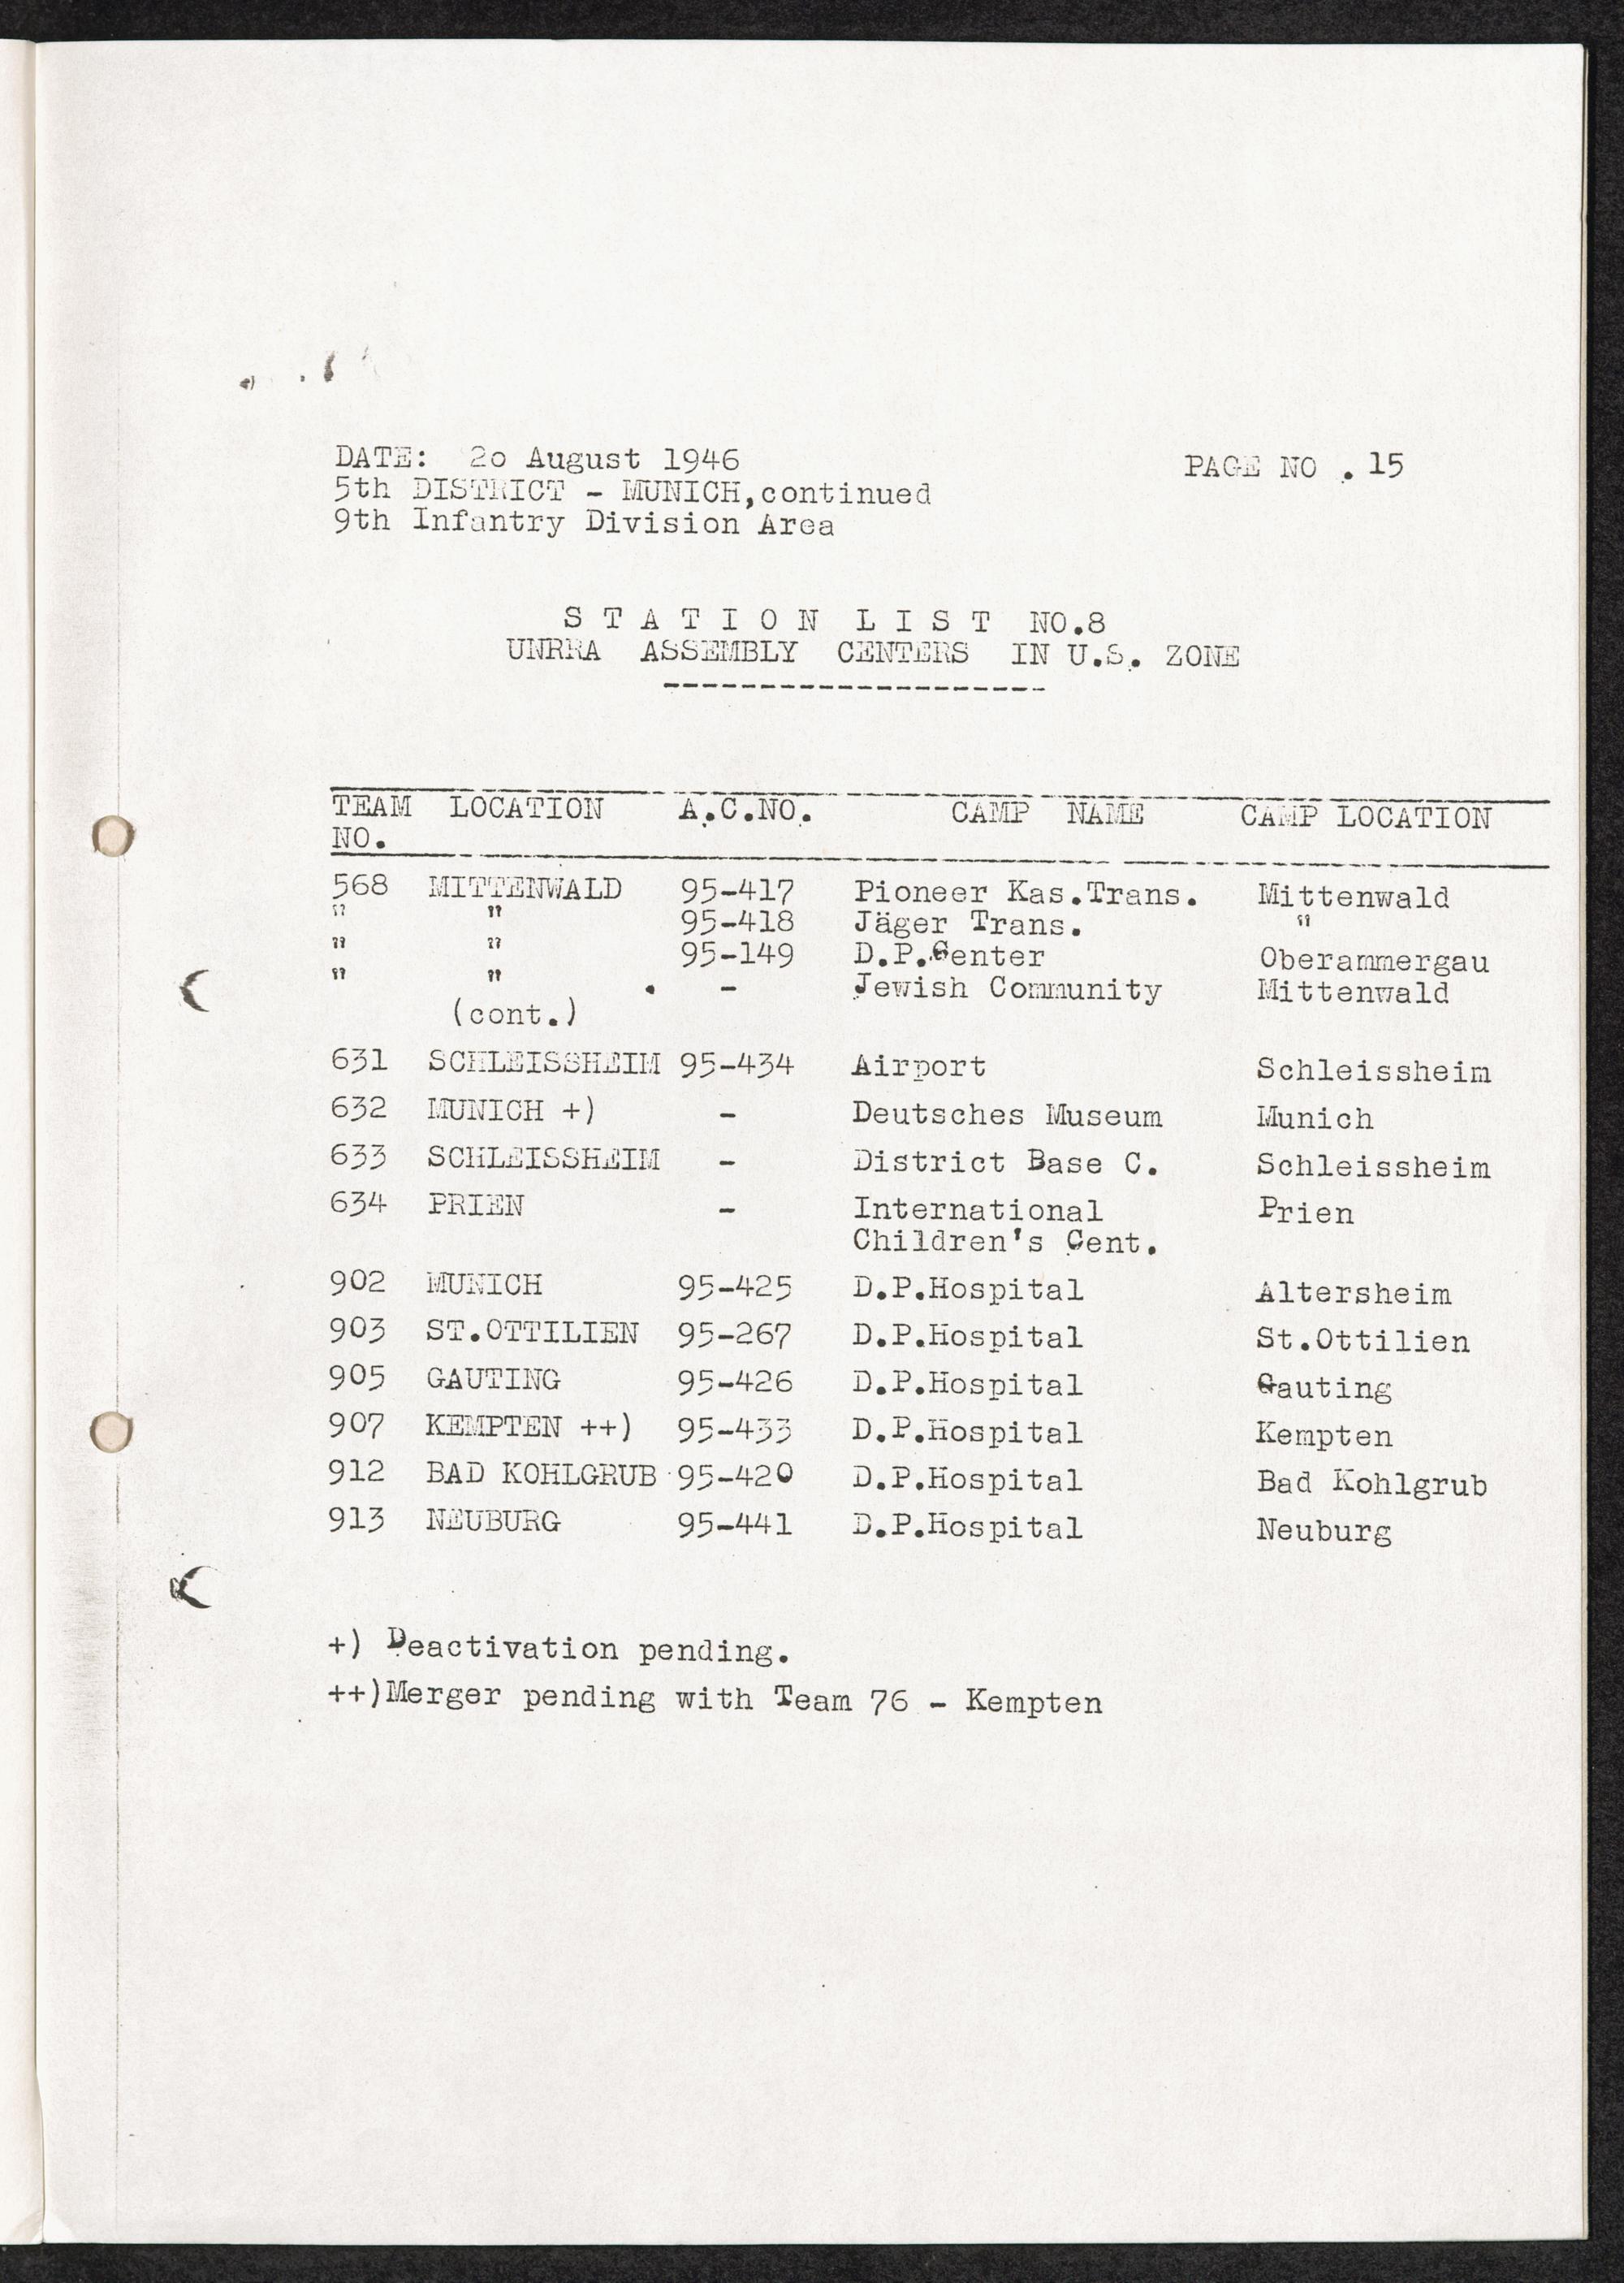 DATE: 2o August 1946 PAGE NO . 15
5th DISTRICT - MUNICH,continued
9th Infantry Division Area
S T A T I O N L I S T NO.8
UNRRA ASSEMBLY CENTERS IN U.S. ZONE
--------------------
TEAM LOCATION A.C.NO. CAMP NAME CAMP LOCATION
NO.
568 MITTENWALD 95-417 Pioneer Kas.Trans. Mittenwald
" " 95-418 Jäger Trans. "
" " 95-149 D.P.Center Oberammergau
" " - Jewish Community Mittenwald
(cont.)
631 SCHLEISSHEIM 95-434 Airport Schleissheim
632 MUNICH +) - Deutsches Museum Munich
633 SCHLEISSHEIM - District Base C. Schleissheim
634 PRIEN - International Prien
Children's Cent.
902 MUNICH 95-425 D.P.Hospital Altersheim
903 ST.OTTILIEN 95-267 D.P.Hospital St.Ottilien
905 GAUTING 95-426 D.P.Hospital Gauting
907 KEMPTEN ++) 95-433 D.P.Hospital Kempten
912 BAD KOHLGRUB 95-420 D.P.Hospital Bad Kohlgrub
913 NEUBURG 95-441 D.P.Hospital Neuburg
+) Deactivation pending.
++)Merger pending with Team 76 - Kempten